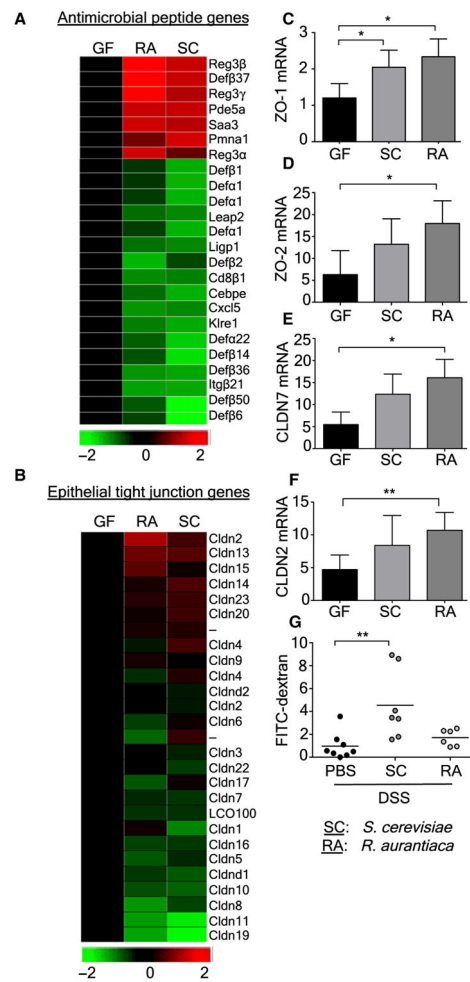 A Antimicrobial peptide genes
GF RA SC
Reg3β
Defβ37
Reg3γ
Pde5a
Saa3
Pmna1
Reg3α
Defβ1
Defα1
Defα1
Leap2
Defα1
Ligp1
Defβ2
Cd8β1
Cebpe
Cxcl5
Klre1
Defα22
Defβ14
Defβ36
Itgβ21
Defβ50
Defβ6
−2 0 2
B Epithelial tight junction genes
GF RA SC
Cldn2
Cldn13
Cldn15
Cldn14
Cldn23
Cldn20
–
Cldn4
Cldn9
Cldn4
Cldnd2
Cldn2
Cldn6
–
Cldn3
Cldn22
Cldn17
Cldn7
LCO100
Cldn1
Cldn16
Cldn5
Cldnd1
Cldn10
Cldn8
Cldn11
Cldn19
−2 0 2
C
ZO-1 mRNA
3
2
1
0
*
*
GF SC RA
D
ZO-2 mRNA
25
20
15
10
5
0
*
GF SC RA
E
CLDN7 mRNA
25
20
15
10
5
0
*
GF SC RA
F
CLDN2 mRNA
20
15
10
5
0
**
GF SC RA
G
FITC-dextran
10
8
6
4
2
0
**
PBS SC RA
DSS
SC: S. cerevisiae
RA: R. aurantiaca